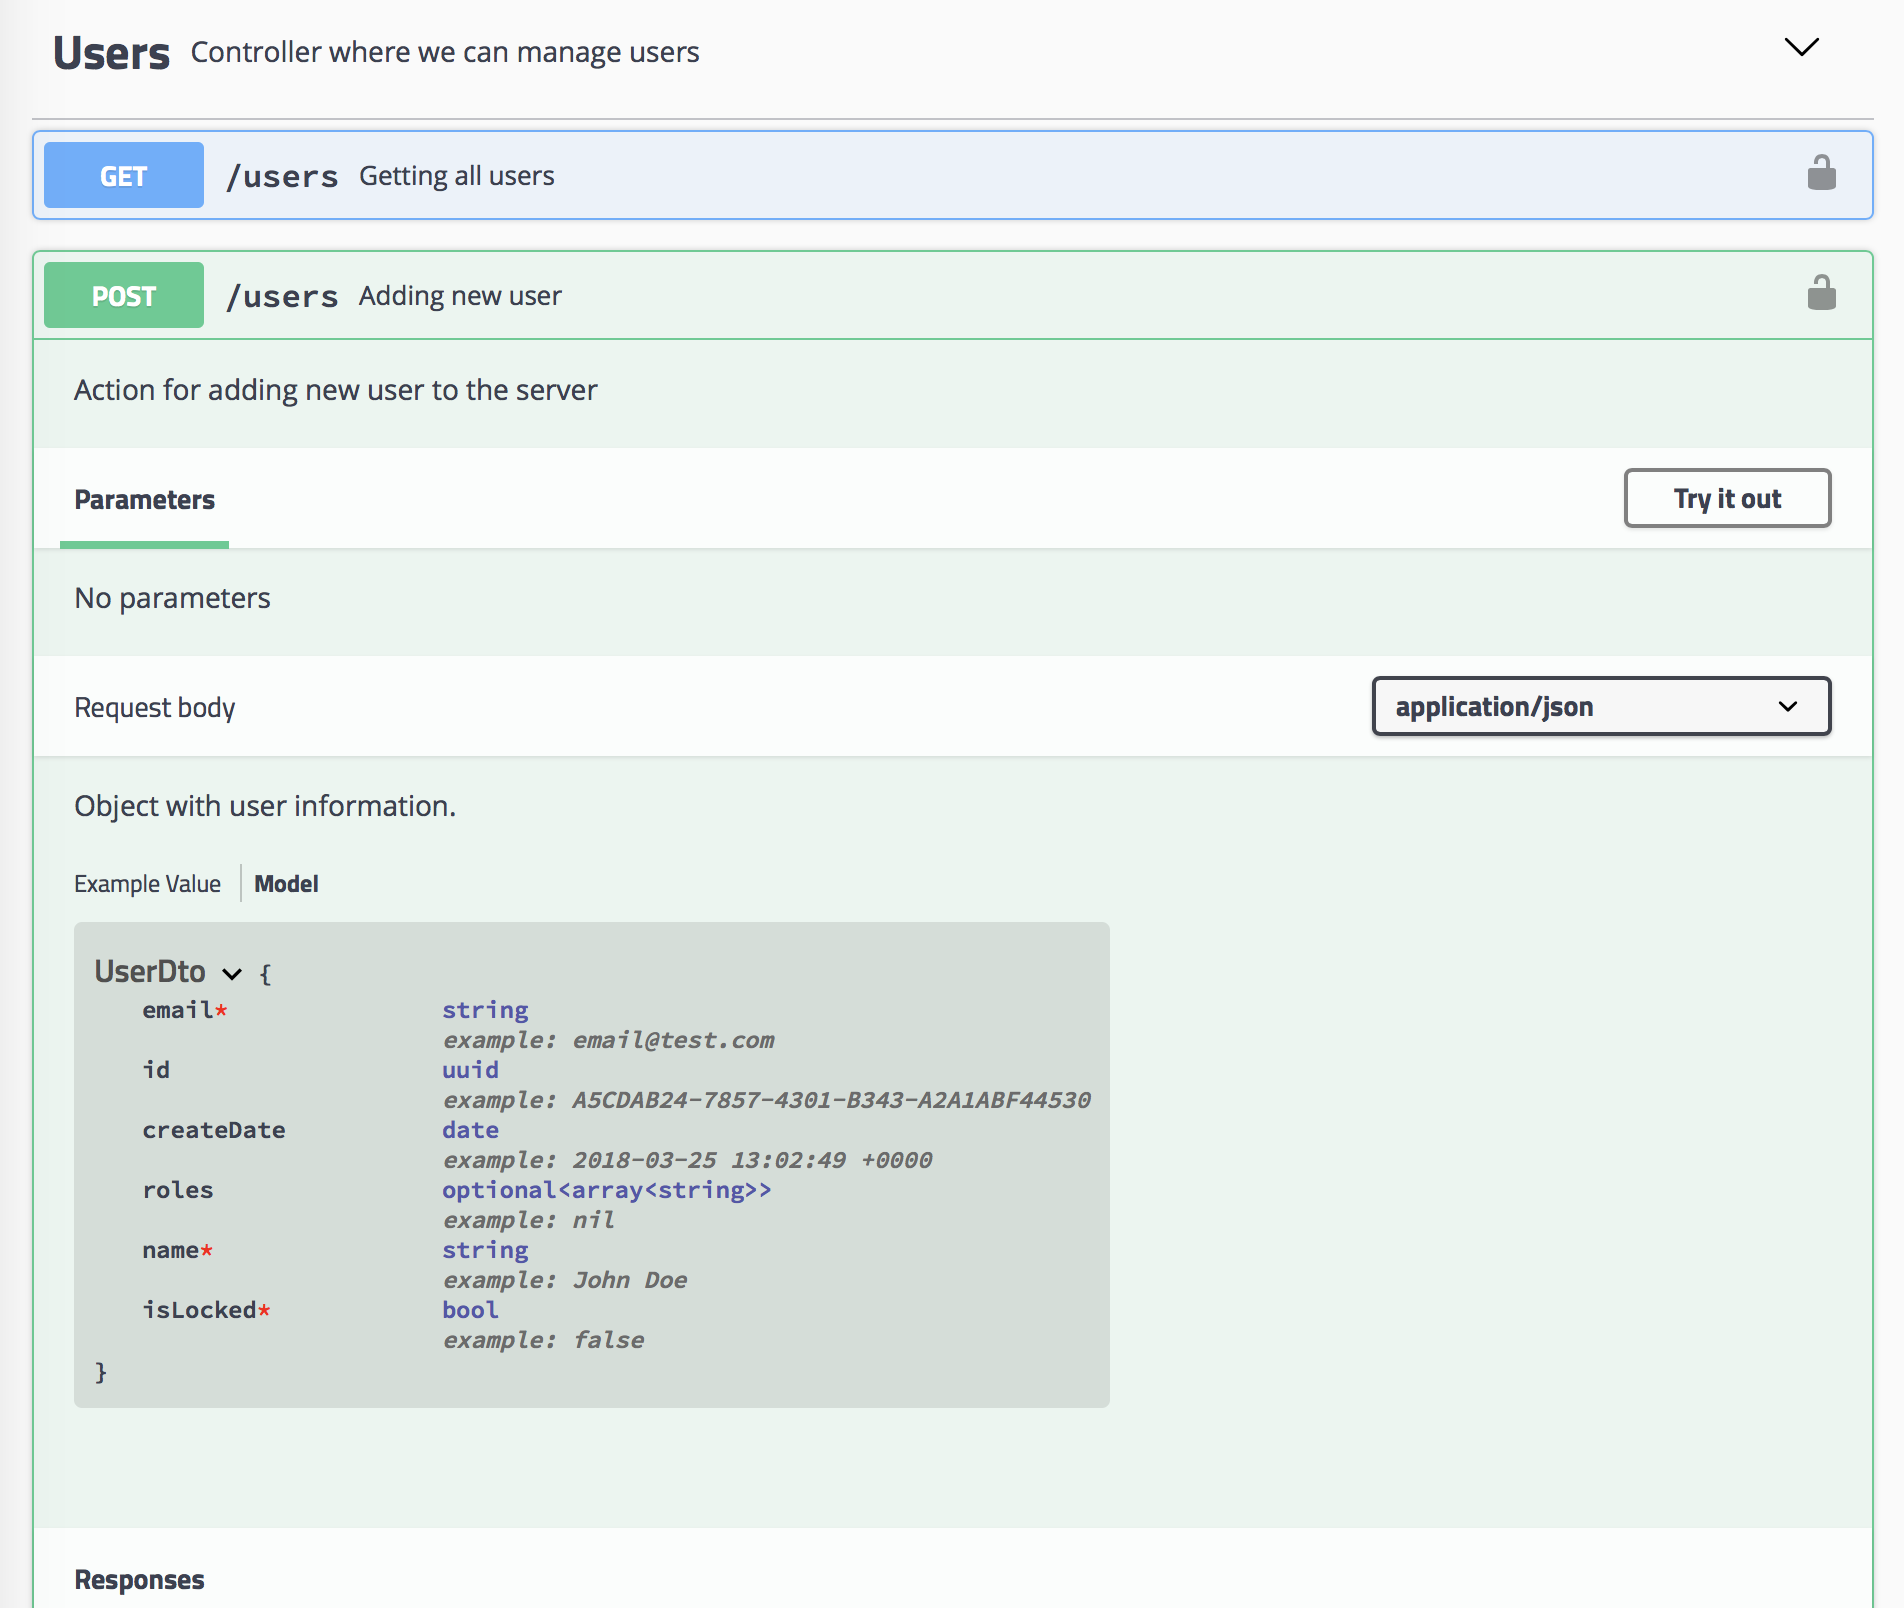 Users Controller where we can manage users
GET /users Getting all users
POST /users Adding new user
Action for adding new user to the server
Parameters Try it out
No parameters
Request body application/json
Object with user information.
Example Value Model
UserDto {
email* string
example: email@test.com
id uuid
example: A5CDAB24-7857-4301-B343-A2A1ABF44530
createDate date
example: 2018-03-25 13:02:49 +0000
roles optional<array<string>>
example: nil
name* string
example: John Doe
isLocked* bool
example: false
}
Responses